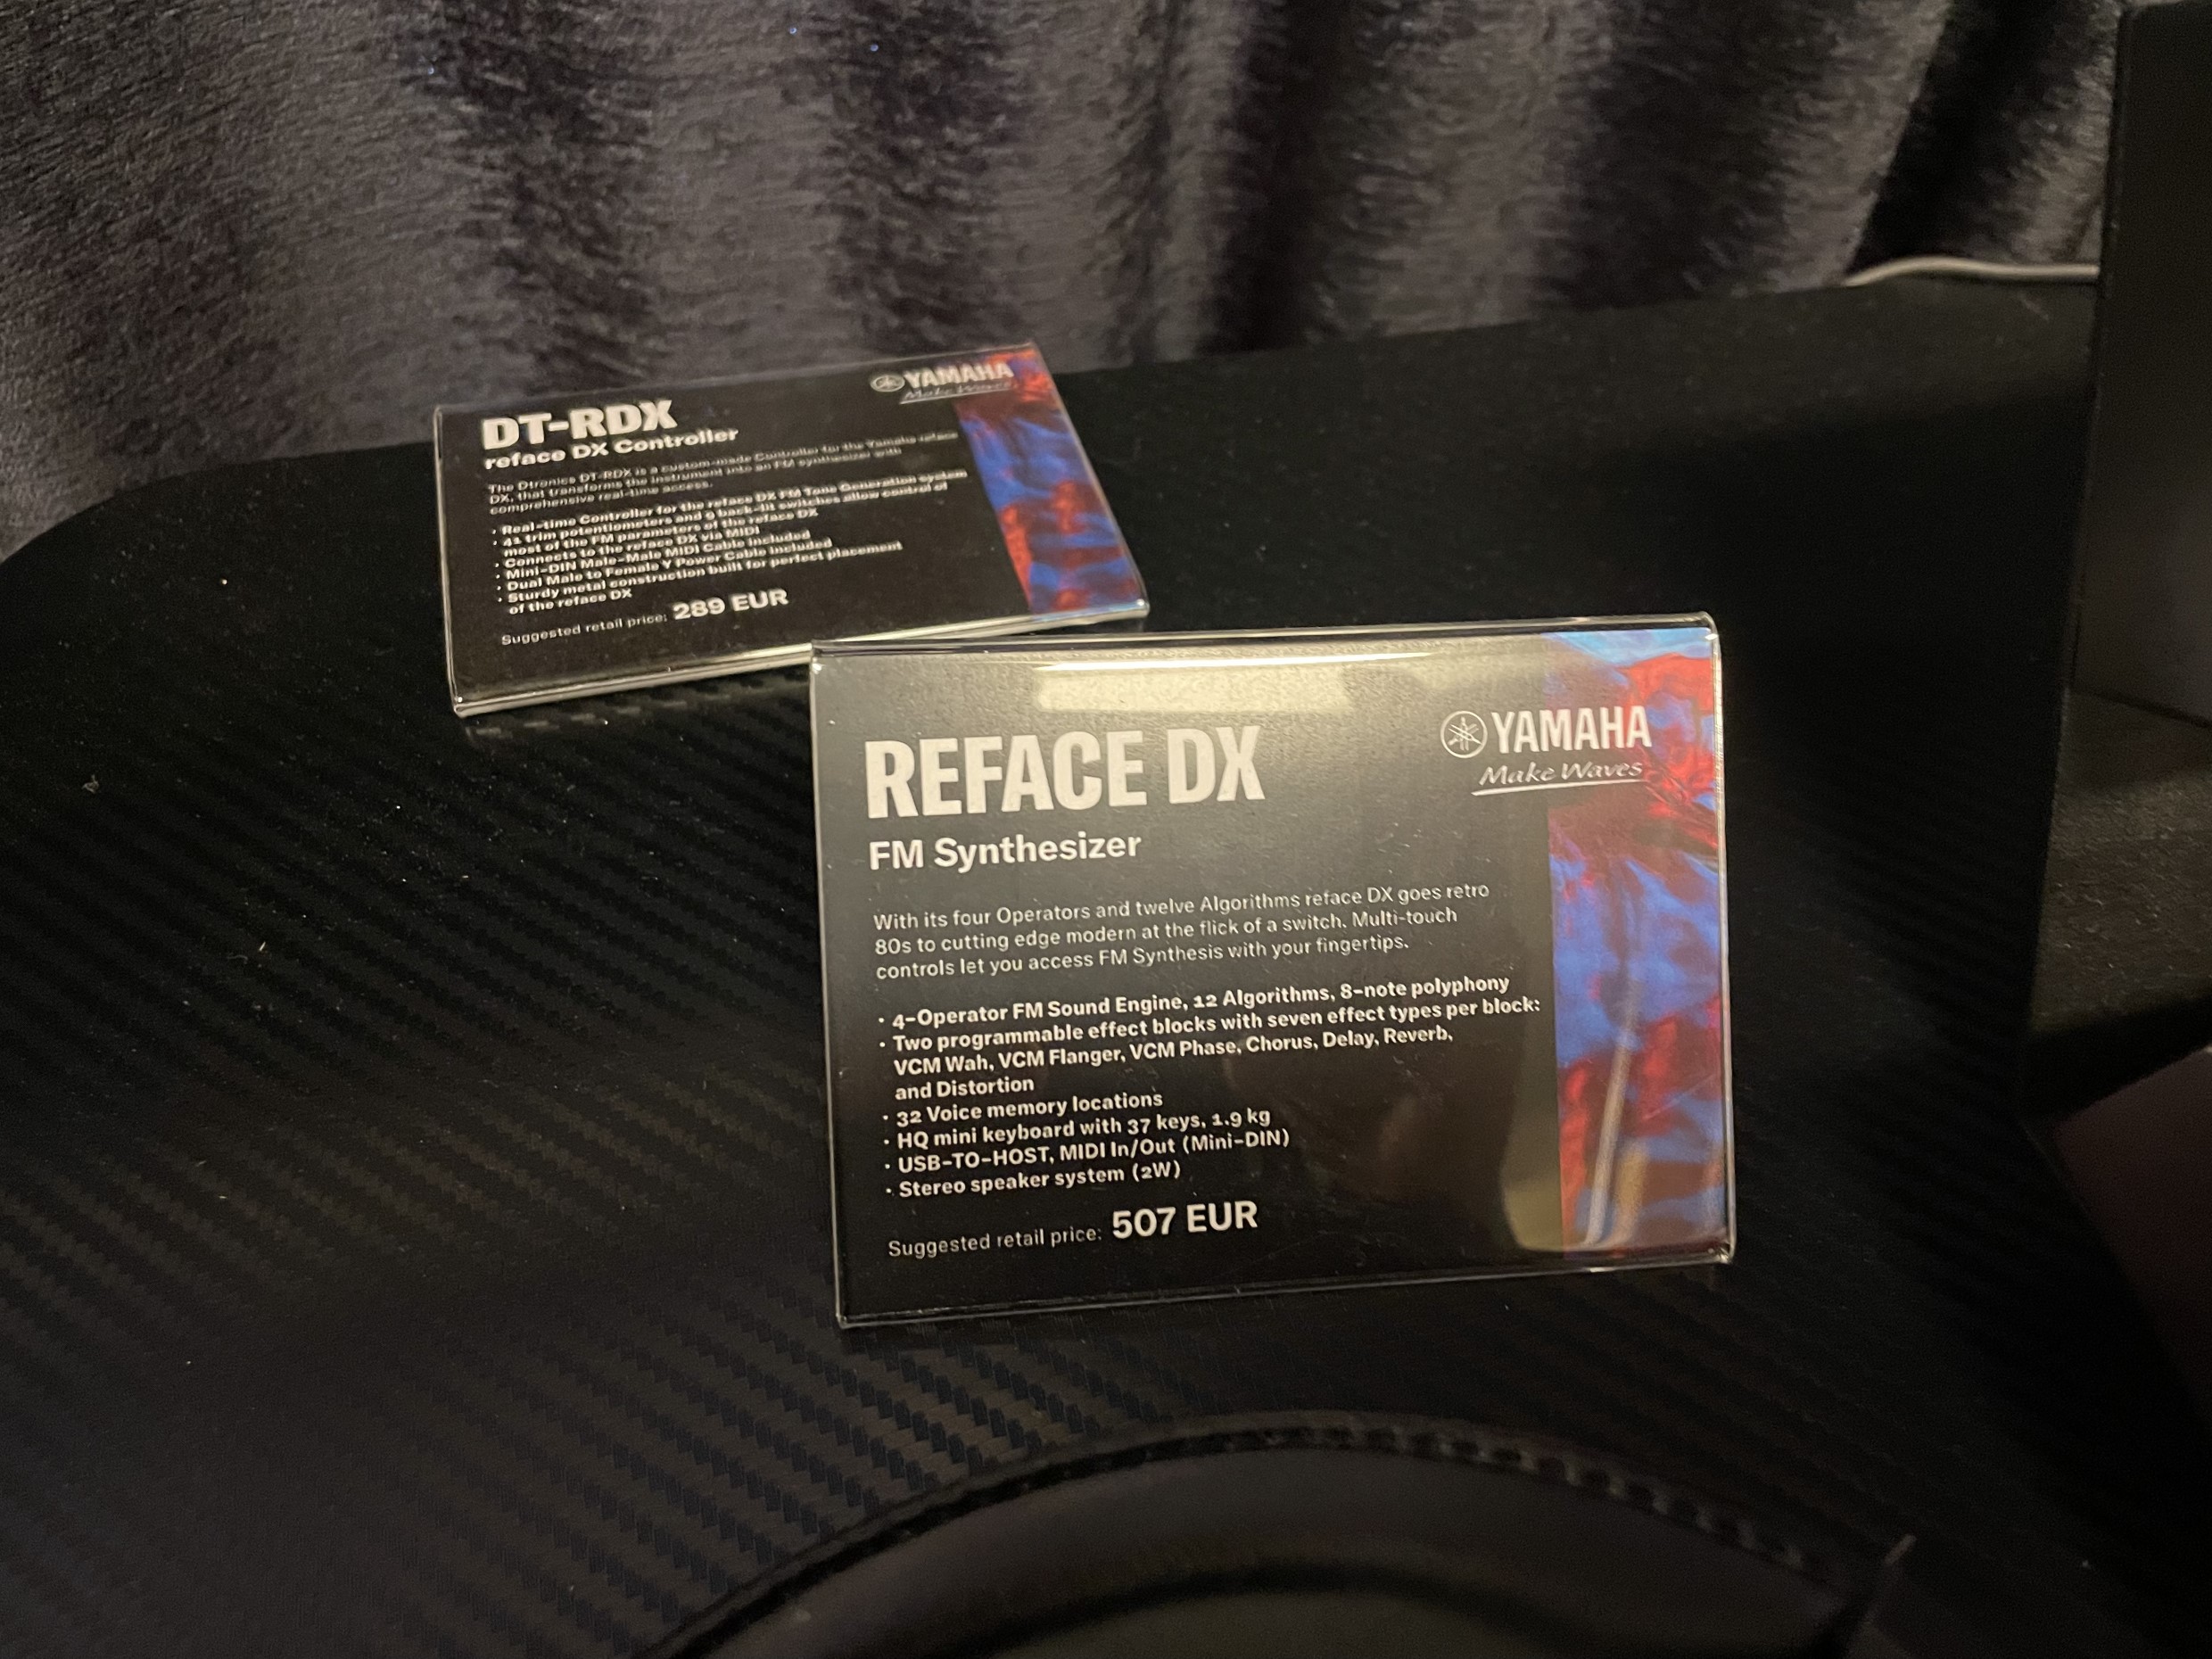 DT-RDX
YAMAHA
Make Waves
reface DX Controller
The Dtronics DT-RDX is a custom-made Controller for the Yamaha reface
DX, that transforms the instrument into an FM synthesizer with
comprehensive real-time access.
• Real-time Controller for the reface DX FM Tone Generation system
• 41 trim potentiometers and 9 back-lit switches allow control of
most of the FM parameters of the reface DX
• Connects to the reface DX via MIDI
• Mini-DIN Male-Male MIDI Cable Included
• Dual Male to Female Y Power Cable included
• Sturdy metal construction built for perfect placement
of the reface DX
Suggested retail price: 289 EUR
REFACE DX
YAMAHA
Make Waves
FM Synthesizer
With its four Operators and twelve Algorithms reface DX goes retro
80s to cutting edge modern at the flick of a switch. Multi-touch
controls let you access FM Synthesis with your fingertips.
• 4-Operator FM Sound Engine, 12 Algorithms, 8-note polyphony
• Two programmable effect blocks with seven effect types per block:
VCM Wah, VCM Flanger, VCM Phase, Chorus, Delay, Reverb,
and Distortion
• 32 Voice memory locations
• HQ mini keyboard with 37 keys, 1.9 kg
• USB-TO-HOST, MIDI In/Out (Mini-DIN)
• Stereo speaker system (2W)
Suggested retail price: 507 EUR